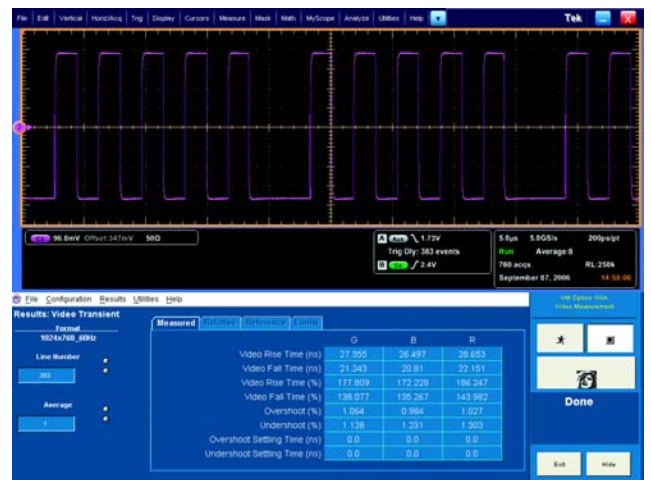 File Edit Vertical Horiz/Acq Trig Display Cursors Measure Mask Math MyScope Analyze Utilities Help Tek
96.0mV Offset:347mV 50Ω
A Aux 1.73V
Trig Dly: 383 events
B 2.4V
5.0µs 5.0GS/s 200ps/pt
Run Average:8
760 acqs RL:250k
September 07, 2006 14:50:00
File Configuration Results Utilities Help
Results: Video Transient
Format
1024x768_60Hz
Line Number
383
Average
1
Measured Relative Reference Limits
G B R
Video Rise Time (ns) 27.355 26.497 28.653
Video Fall Time (ns) 21.243 20.81 22.151
Video Rise Time (%) 177.809 172.228 186.247
Video Fall Time (%) 138.077 135.267 143.982
Overshoot (%) 1.064 0.984 1.027
Undershoot (%) 1.128 1.231 1.303
Overshoot Settling Time (ns) 0.0 0.0 0.0
Undershoot Settling Time (ns) 0.0 0.0 0.0
VM Option VGA
Video Measurement
Done
Exit Hide